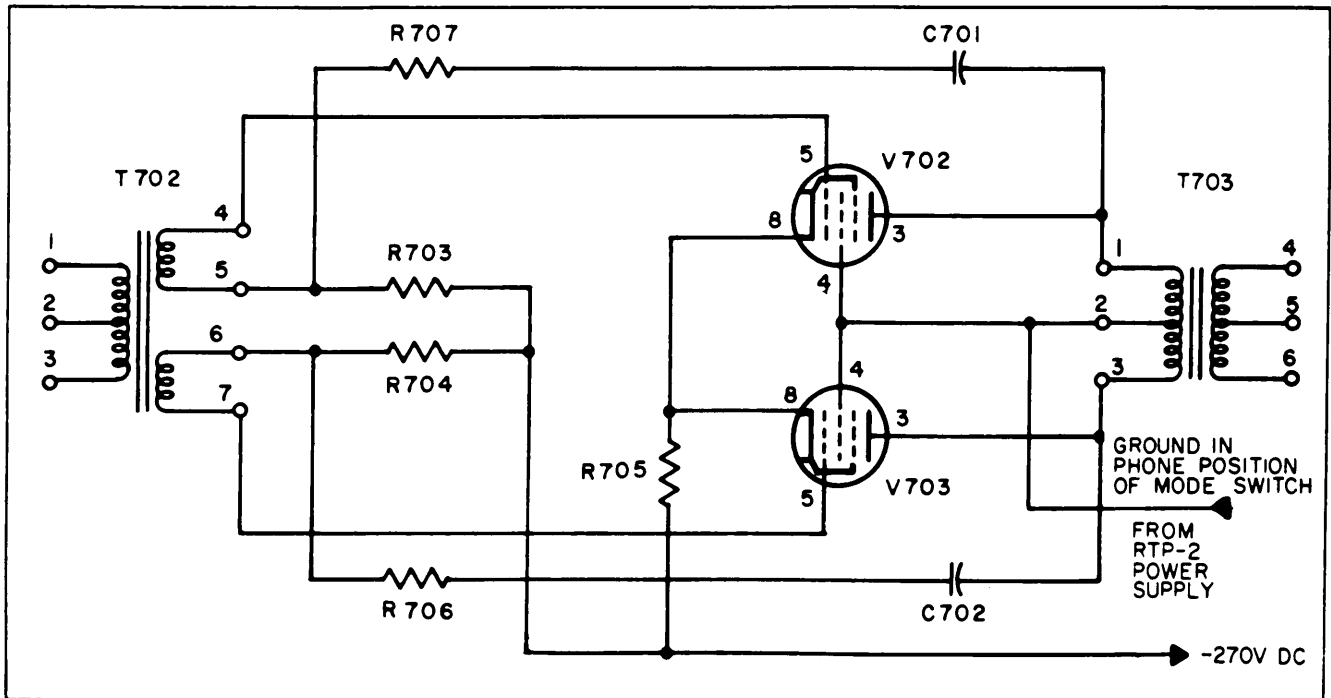 R707
C701
5
V702
T702
T703
4
8
3
1
R703
4
1
4
5
2
2
5
6
4
3
R704
8
3
3
6
7
GROUND IN
PHONE POSITION
OF MODE SWITCH
R705
5
V703
FROM
RTP-2
POWER
SUPPLY
R706
C702
-270V DC